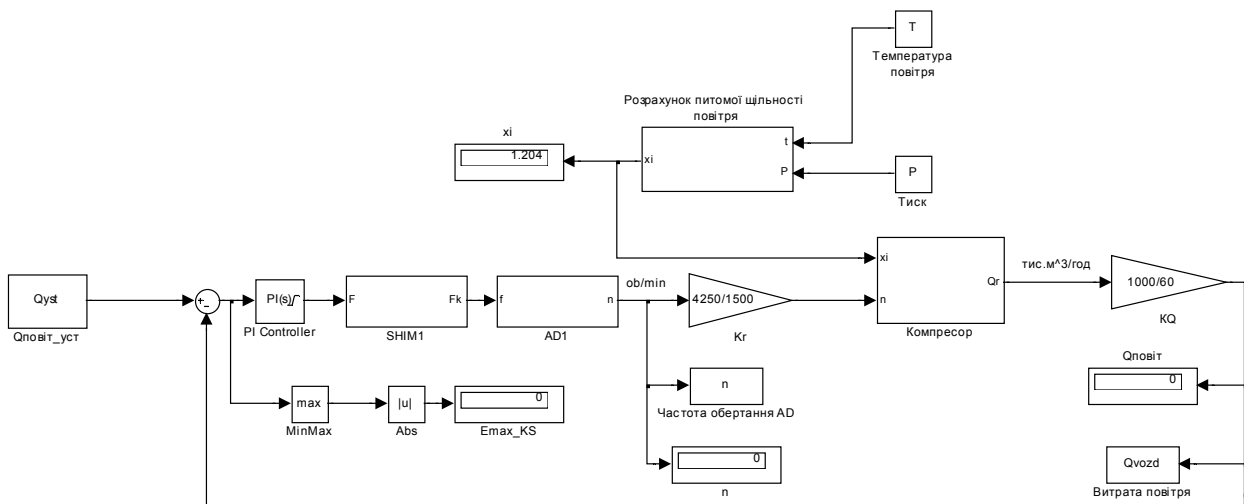 T
Температура
повітря
Розрахунок питомої щільності
повітря
xi
1.204
xi
t
P
P
Тиск
Qyst
Qповіт_уст
+
-
PI(s)
PI Controller
F
Fk
SHIM1
f
n
AD1
ob/min
4250/1500
Kr
xi
n
Qr
Компресор
тис.м^3/год
1000/60
KQ
Qповіт
0
max
MinMax
|u|
Abs
0
Emax_KS
n
Частота обертання AD
0
n
Qvozd
Витрата повітря